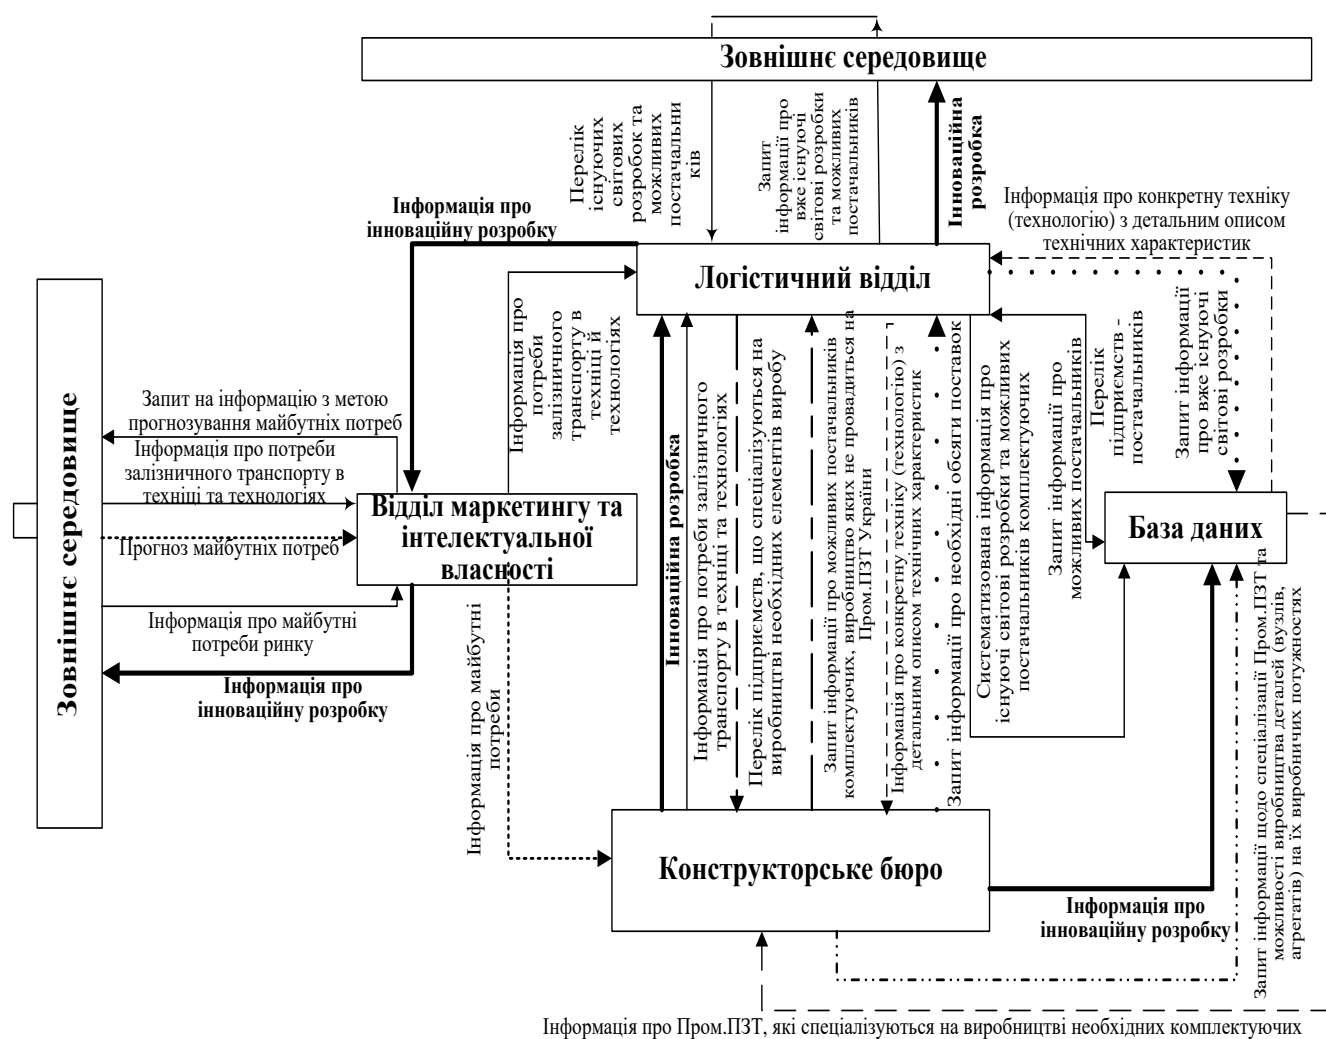 Зовнішнє середовище
Перелік
існуючих
світових
розробок та
можливих
постачальни
ків
Запит
інформації про
вже існуючі
світові розробки
та можливих
постачальників
Інноваційна
розробка
Інформація про
інноваційну розробку
Інформація про конкретну техніку
(технологію) з детальним описом
технічних характеристик
Логістичний відділ
Інформація про
потреби
залізничного
транспорту в
техніці й
технологіях
Запит інформації
про вже існуючі
світові розробки
Перелік
підприємств -
постачальників
Запит інформації про
можливих постачальників
Зовнішнє середовище
Запит на інформацію з метою
прогнозування майбутніх потреб
Інформація про потреби
залізничного транспорту в
техніці та технологіях
Прогноз майбутніх потреб
Інформація про майбутні
потреби ринку
Інформація про
інноваційну розробку
Відділ маркетингу та
інтелектуальної
власності
Інформація про майбутні
потреби
Інноваційна розробка
Інформація про потреби залізничного
транспорту в техніці та технологіях
Перелік підприємств, що спеціалізуються на
виробництві необхідних елементів виробу
Запит інформації про можливих постачальників
комплектуючих, виробництво яких не провадиться на
Пром.ПЗТ України
Інформація про конкретну техніку (технологію) з
детальним описом технічних характеристик
Запит інформації про необхідні обсяги поставок
Систематизована інформація про
існуючі світові розробки та можливих
постачальників комплектуючих
База даних
Запит інформації щодо спеціалізації Пром.ПЗТ та
можливості виробництва деталей (вузлів,
агрегатів) на їх виробничих потужностях
Конструкторське бюро
Інформація про
інноваційну розробку
Інформація про Пром.ПЗТ, які спеціалізуються на виробництві необхідних комплектуючих